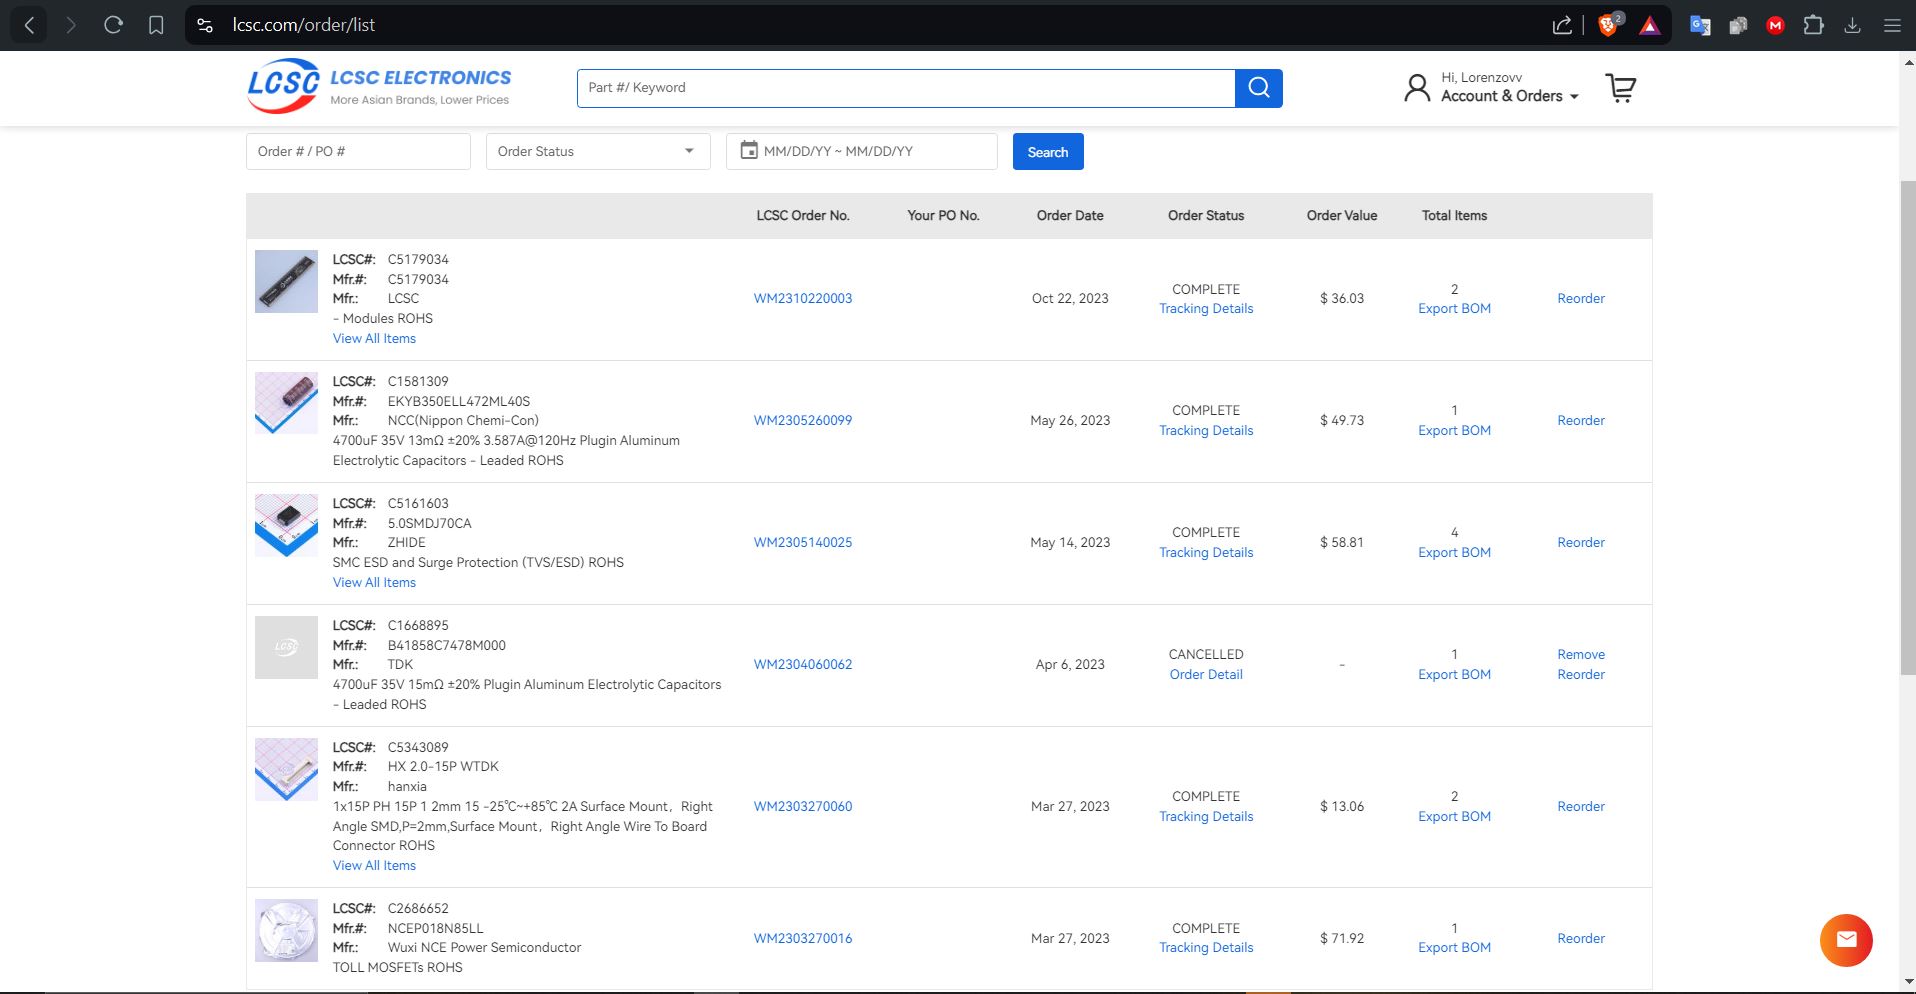 lcsc.com/order/list
2
G
M
LCSC LCSC ELECTRONICS
More Asian Brands, Lower Prices
Part #/ Keyword
Hi, Lorenzovv
Account & Orders
Order # / PO #
Order Status
MM/DD/YY ~ MM/DD/YY
Search
LCSC Order No. Your PO No. Order Date Order Status Order Value Total Items
LCSC#: C5179034
Mfr.#: C5179034
Mfr.: LCSC
- Modules ROHS
View All Items
WM2310220003
Oct 22, 2023
COMPLETE
Tracking Details
$ 36.03
2
Export BOM
Reorder
LCSC#: C1581309
Mfr.#: EKYB350ELL472ML40S
Mfr.: NCC(Nippon Chemi-Con)
4700uF 35V 13mΩ ±20% 3.587A@120Hz Plugin Aluminum
Electrolytic Capacitors - Leaded ROHS
WM2305260099
May 26, 2023
COMPLETE
Tracking Details
$ 49.73
1
Export BOM
Reorder
LCSC#: C5161603
Mfr.#: 5.0SMDJ70CA
Mfr.: ZHIDE
SMC ESD and Surge Protection (TVS/ESD) ROHS
View All Items
WM2305140025
May 14, 2023
COMPLETE
Tracking Details
$ 58.81
4
Export BOM
Reorder
LCSC
LCSC#: C1668895
Mfr.#: B41858C7478M000
Mfr.: TDK
4700uF 35V 15mΩ ±20% Plugin Aluminum Electrolytic Capacitors
- Leaded ROHS
WM2304060062
Apr 6, 2023
CANCELLED
Order Detail
-
1
Export BOM
Remove
Reorder
LCSC#: C5343089
Mfr.#: HX 2.0-15P WTDK
Mfr.: hanxia
1x15P PH 15P 1 2mm 15 -25℃~+85℃ 2A Surface Mount，Right
Angle SMD,P=2mm,Surface Mount，Right Angle Wire To Board
Connector ROHS
View All Items
WM2303270060
Mar 27, 2023
COMPLETE
Tracking Details
$ 13.06
2
Export BOM
Reorder
LCSC#: C2686652
Mfr.#: NCEP018N85LL
Mfr.: Wuxi NCE Power Semiconductor
TOLL MOSFETs ROHS
WM2303270016
Mar 27, 2023
COMPLETE
Tracking Details
$ 71.92
1
Export BOM
Reorder